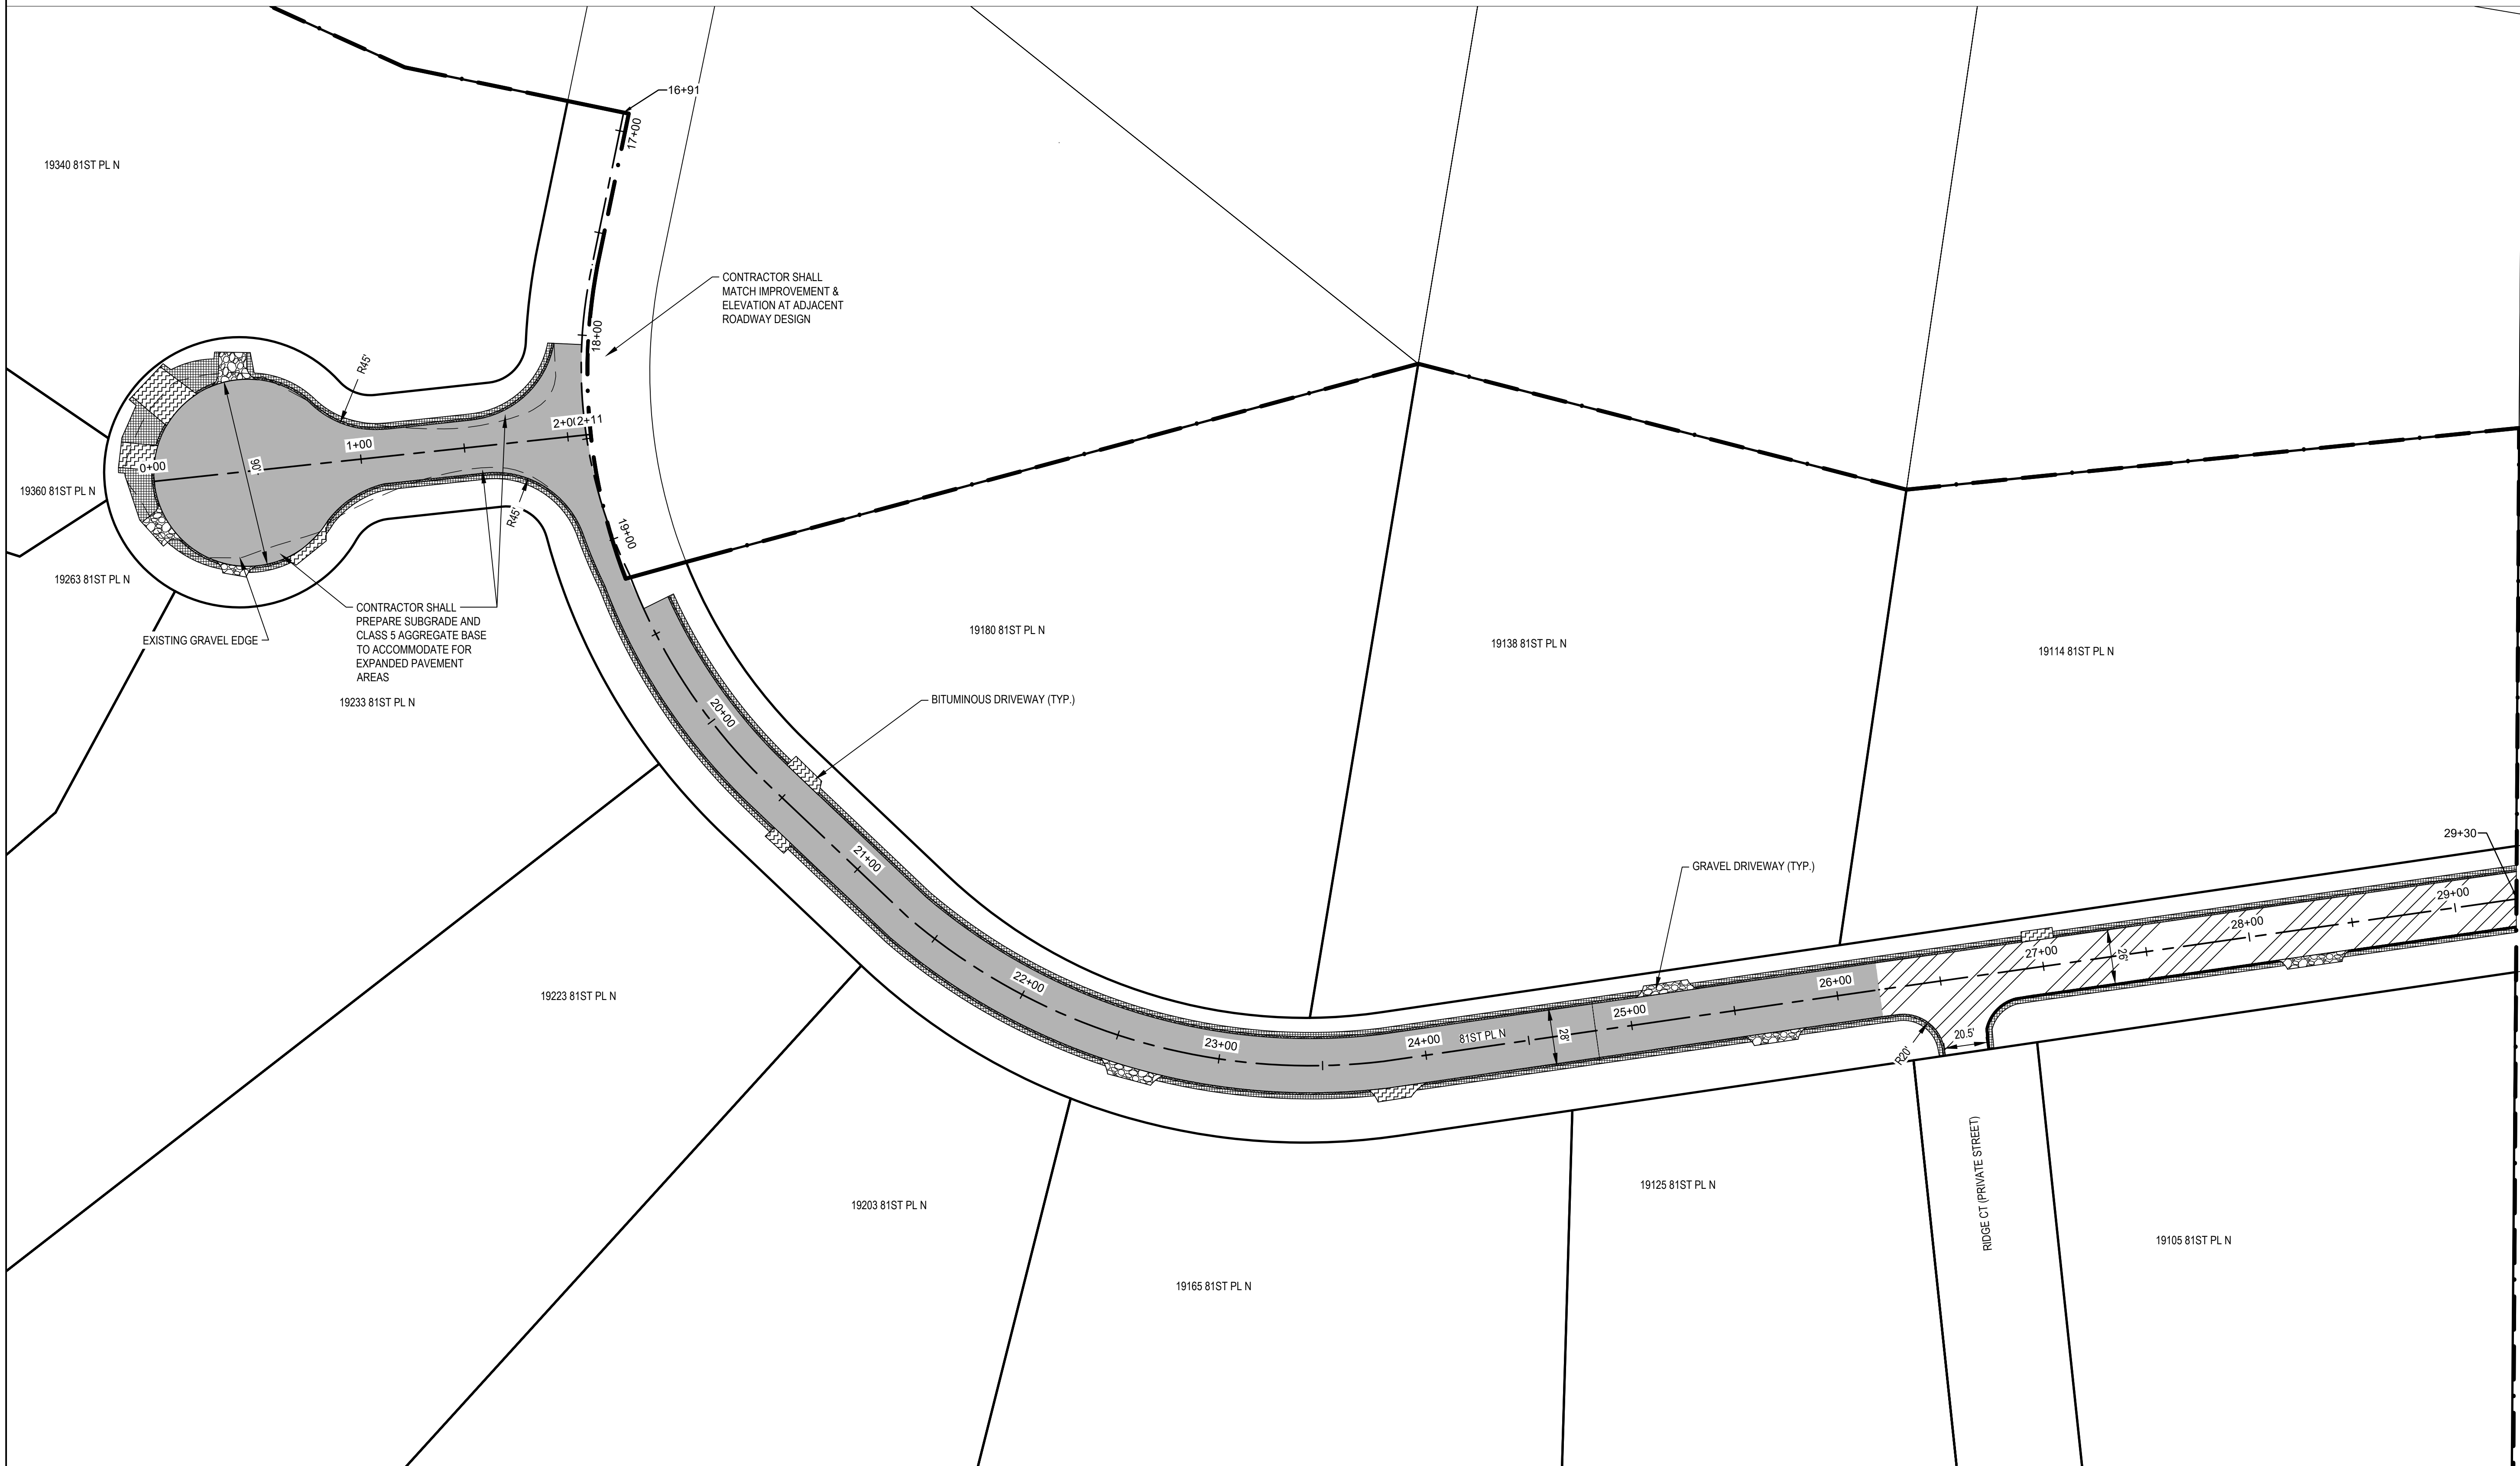 16+91
17+00
19340 81ST PL N
CONTRACTOR SHALL
MATCH IMPROVEMENT &
ELEVATION AT ADJACENT
ROADWAY DESIGN
18+00
R45'
2+0
2+11
1+00
90'
0+00
19360 81ST PL N
R45'
19+00
19263 81ST PL N
CONTRACTOR SHALL
PREPARE SUBGRADE AND
CLASS 5 AGGREGATE BASE
TO ACCOMMODATE FOR
EXPANDED PAVEMENT
AREAS
EXISTING GRAVEL EDGE
19180 81ST PL N
19138 81ST PL N
19114 81ST PL N
19233 81ST PL N
BITUMINOUS DRIVEWAY (TYP.)
20+00
29+30
21+00
GRAVEL DRIVEWAY (TYP.)
29+00
28+00
27+00
26'
22+00
26+00
19223 81ST PL N
25+00
28'
81ST PL N
24+00
23+00
20.5'
R20'
RIDGE CT (PRIVATE STREET)
19125 81ST PL N
19203 81ST PL N
19105 81ST PL N
19165 81ST PL N